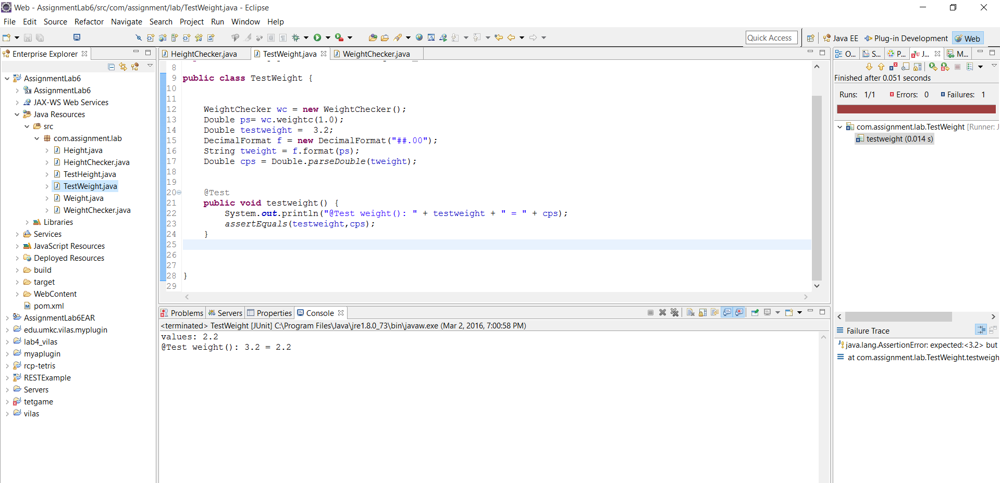 Web - AssignmentLab6/src/com/assignment/lab/TestWeight.java - Eclipse
File Edit Source Refactor Navigate Search Project Run Window Help
Quick Access
Java EE
Plug-in Development
Web
Enterprise Explorer
AssignmentLab6
AssignmentLab6
JAX-WS Web Services
Java Resources
src
com.assignment.lab
Height.java
HeightChecker.java
TestHeight.java
TestWeight.java
Weight.java
WeightChecker.java
Libraries
Services
JavaScript Resources
Deployed Resources
build
target
WebContent
pom.xml
AssignmentLab6EAR
edu.umkc.vilas.myplugin
lab4_vilas
myaplugin
rcp-tetris
RESTExample
Servers
tetgame
vilas
HeightChecker.java
TestWeight.java
WeightChecker.java
8
9 public class TestWeight {
10
11
12 WeightChecker wc = new WeightChecker();
13 Double ps= wc.weightc(1.0);
14 Double testweight =  3.2;
15 DecimalFormat f = new DecimalFormat("##.00");
16 String tweight = f.format(ps);
17 Double cps = Double.parseDouble(tweight);
18
19
20 @Test
21 public void testweight() {
22 System.out.println("@Test weight(): " + testweight + " = " + cps);
23 assertEquals(testweight,cps);
24 }
25
26
27
28 }
29
Problems
Servers
Properties
Console
<terminated> TestWeight [JUnit] C:\Program Files\Java\jre1.8.0_73\bin\javaw.exe (Mar 2, 2016, 7:00:58 PM)
values: 2.2
@Test weight(): 3.2 = 2.2
O...
S...
P...
J...
M...
Finished after 0.051 seconds
Runs: 1/1 Errors: 0 Failures: 1
com.assignment.lab.TestWeight [Runner: J
testweight (0.014 s)
Failure Trace
java.lang.AssertionError: expected:<3.2> but
at com.assignment.lab.TestWeight.testweigh